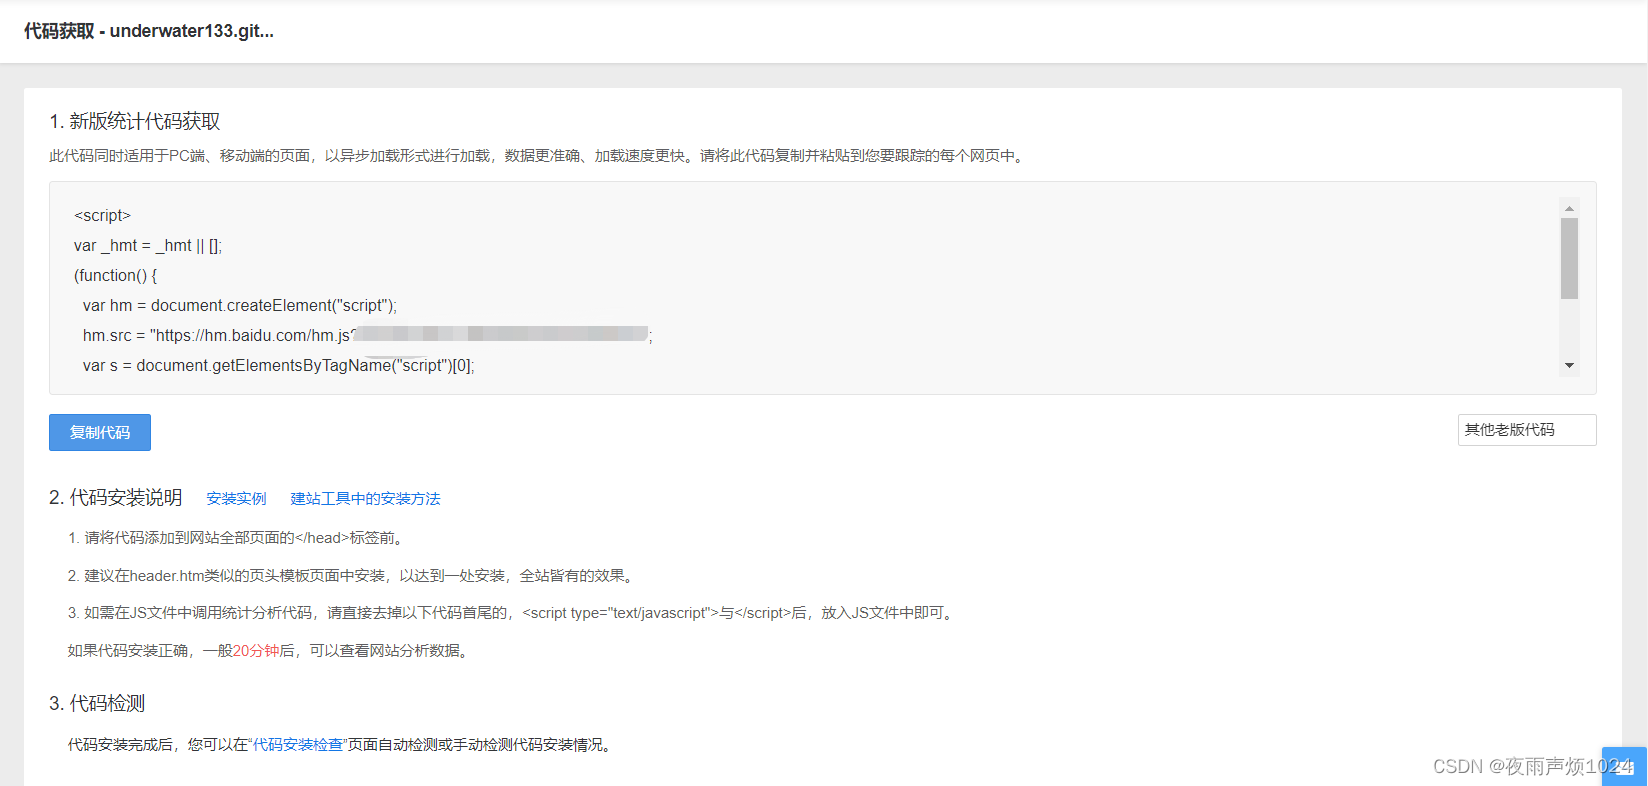 代码获取 - underwater133.git...
1. 新版统计代码获取
此代码同时适用于PC端、移动端的页面，以异步加载形式进行加载，数据更准确、加载速度更快。请将此代码复制并粘贴到您要跟踪的每个网页中。
<script>
var _hmt = _hmt || [];
(function() {
var hm = document.createElement("script");
hm.src = "https://hm.baidu.com/hm.js? ;
var s = document.getElementsByTagName("script")[0];
复制代码
其他老版代码
2. 代码安装说明 安装实例 建站工具中的安装方法
1. 请将代码添加到网站全部页面的</head>标签前。
2. 建议在header.htm类似的页头模板页面中安装，以达到一处安装，全站皆有的效果。
3. 如需在JS文件中调用统计分析代码，请直接去掉以下代码首尾的，<script type="text/javascript">与</script>后，放入JS文件中即可。
如果代码安装正确，一般20分钟后，可以查看网站分析数据。
3. 代码检测
代码安装完成后，您可以在“代码安装检查”页面自动检测或手动检测代码安装情况。
CSDN @夜雨声烦1024